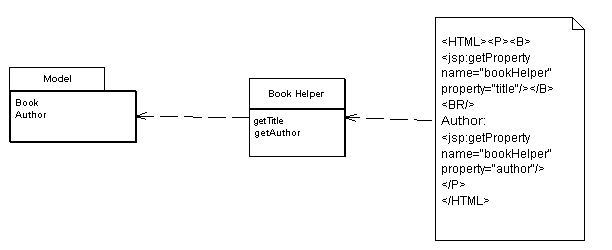 Model
Book
Author
Book Helper
getTitle
getAuthor
<HTML><P><B>
<jsp:getProperty
name="bookHelper"
property="title"/></B>
<BR/>
Author:
<jsp:getProperty
name="bookHelper"
property="author"/>
</P>
</HTML>